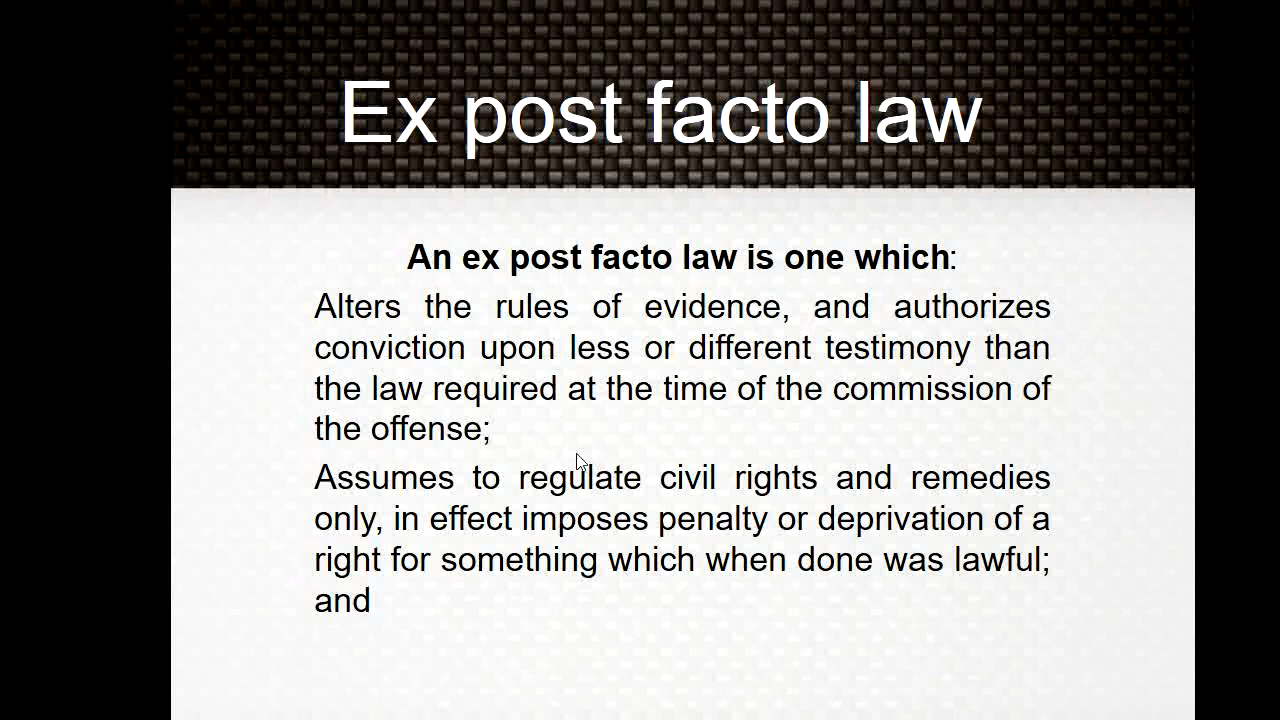 Ex post facto law
An ex post facto law is one which:
Alters the rules of evidence, and authorizes
conviction upon less or different testimony than
the law required at the time of the commission of
the offense;
Assumes to regulate civil rights and remedies
only, in effect imposes penalty or deprivation of a
right for something which when done was lawful;
and